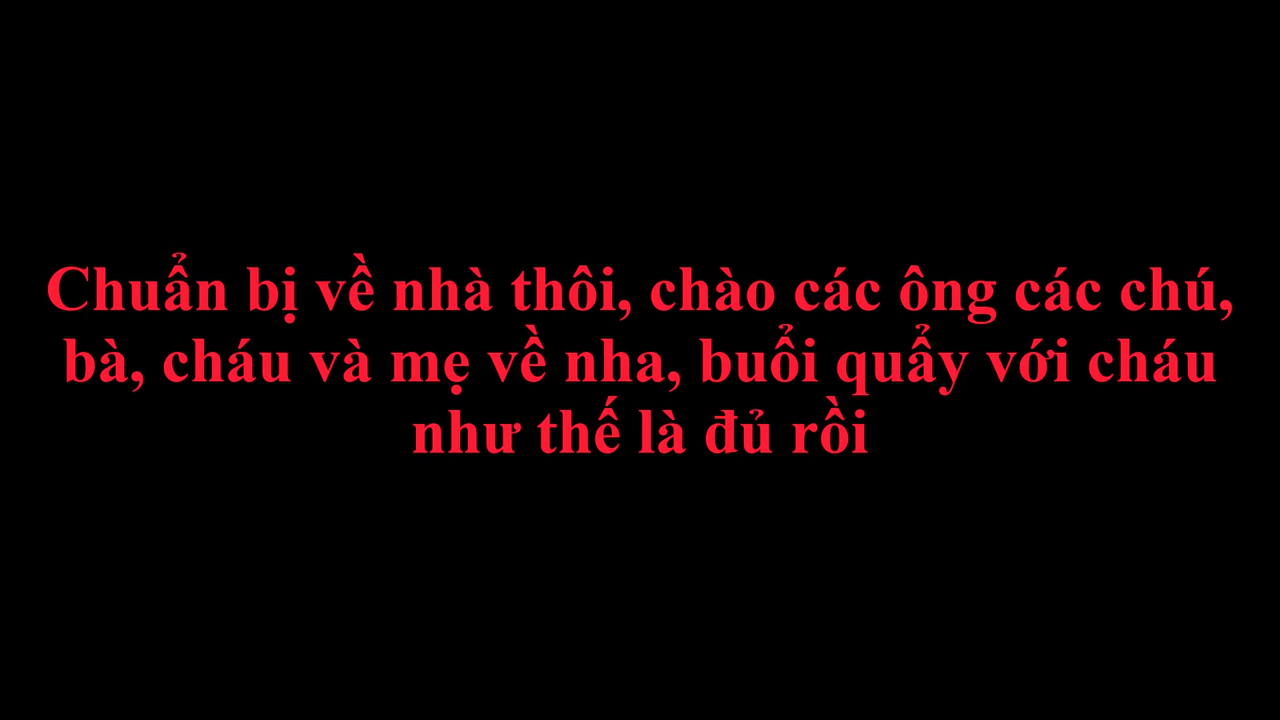 Chuẩn bị về nhà thôi, chào các ông các chú,
bà, cháu và mẹ về nha, buổi quẩy với cháu
như thế là đủ rồi